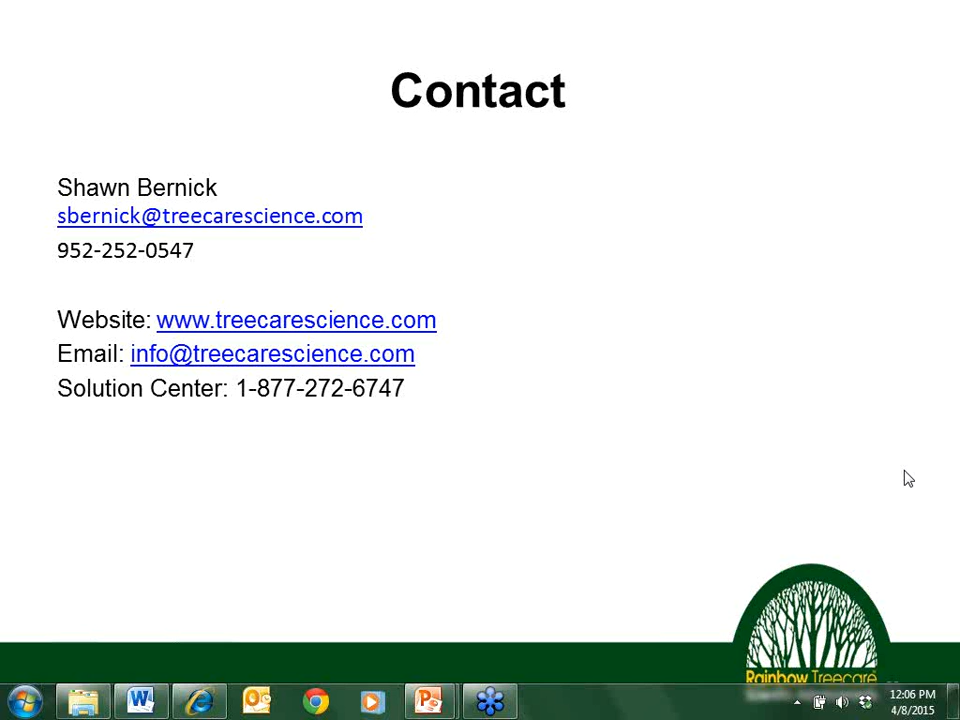 Contact
Shawn Bernick
sbernick@treecarescience.com
952-252-0547
Website: www.treecarescience.com
Email: info@treecarescience.com
Solution Center: 1-877-272-6747
Rainbow Treecare
12:06 PM
4/8/2015